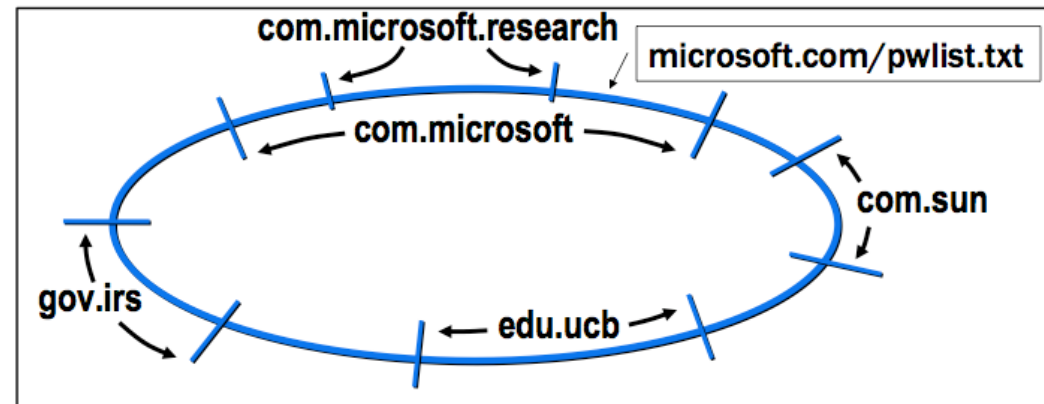 com.microsoft.research
microsoft.com/pwlist.txt
com.microsoft
com.sun
gov.irs
edu.ucb